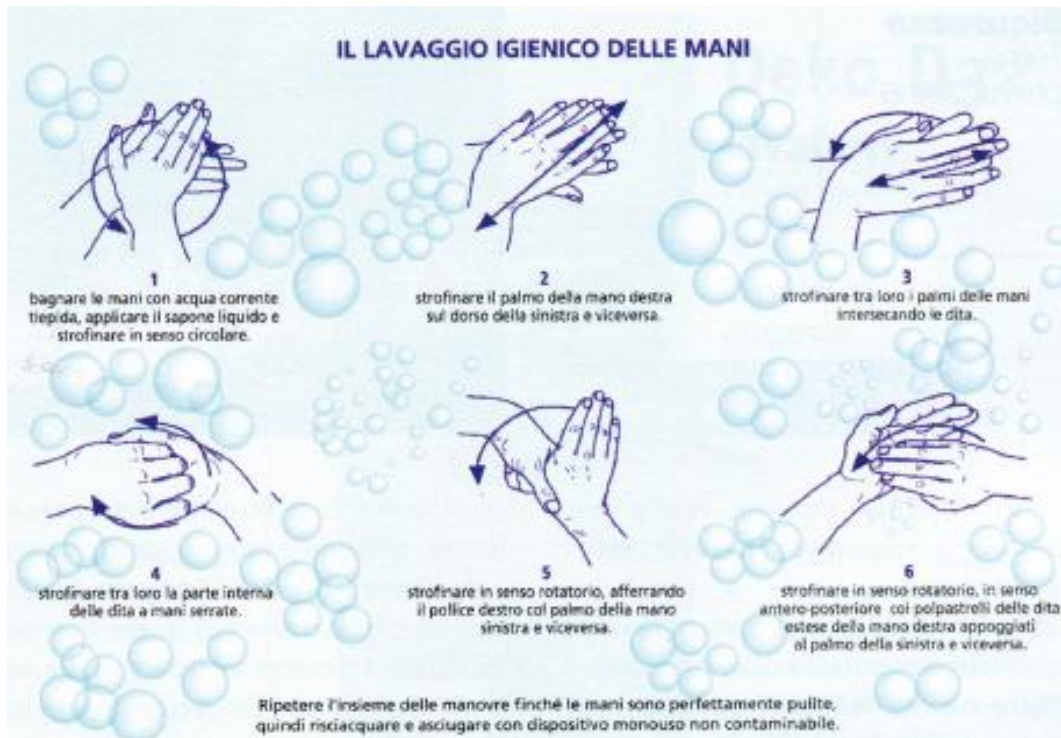 IL LAVAGGIO IGIENICO DELLE MANI
1
bagnare le mani con acqua corrente
tiepida, applicare il sapone liquido e
strofinare in senso circolare.
2
strofinare il palmo della mano destra
sul dorso della sinistra e viceversa.
3
strofinare tra loro i palmi delle mani
intersecando le dita.
4
strofinare tra loro la parte interna
delle dita a mani serrate.
5
strofinare in senso rotatorio, afferrando
il pollice destro col palmo della mano
sinistra e viceversa.
6
strofinare in senso rotatorio, in senso
antero-posteriore coi polpastrelli delle dita
estese della mano destra appoggiati
al palmo della sinistra e viceversa.
Ripetere l'insieme delle manovre finché le mani sono perfettamente pulite,
quindi risciacquare e asciugare con dispositivo monouso non contaminabile.